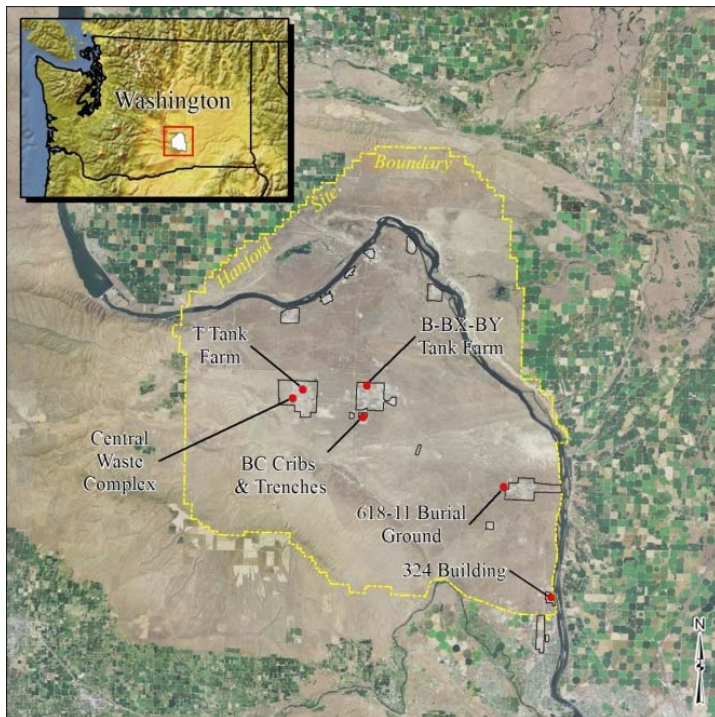 Washington
Hanford Site Boundary
T Tank
Farm
B-BX-BY
Tank Farm
Central
Waste
Complex
BC Cribs
& Trenches
618-11 Burial
Ground
324 Building
N